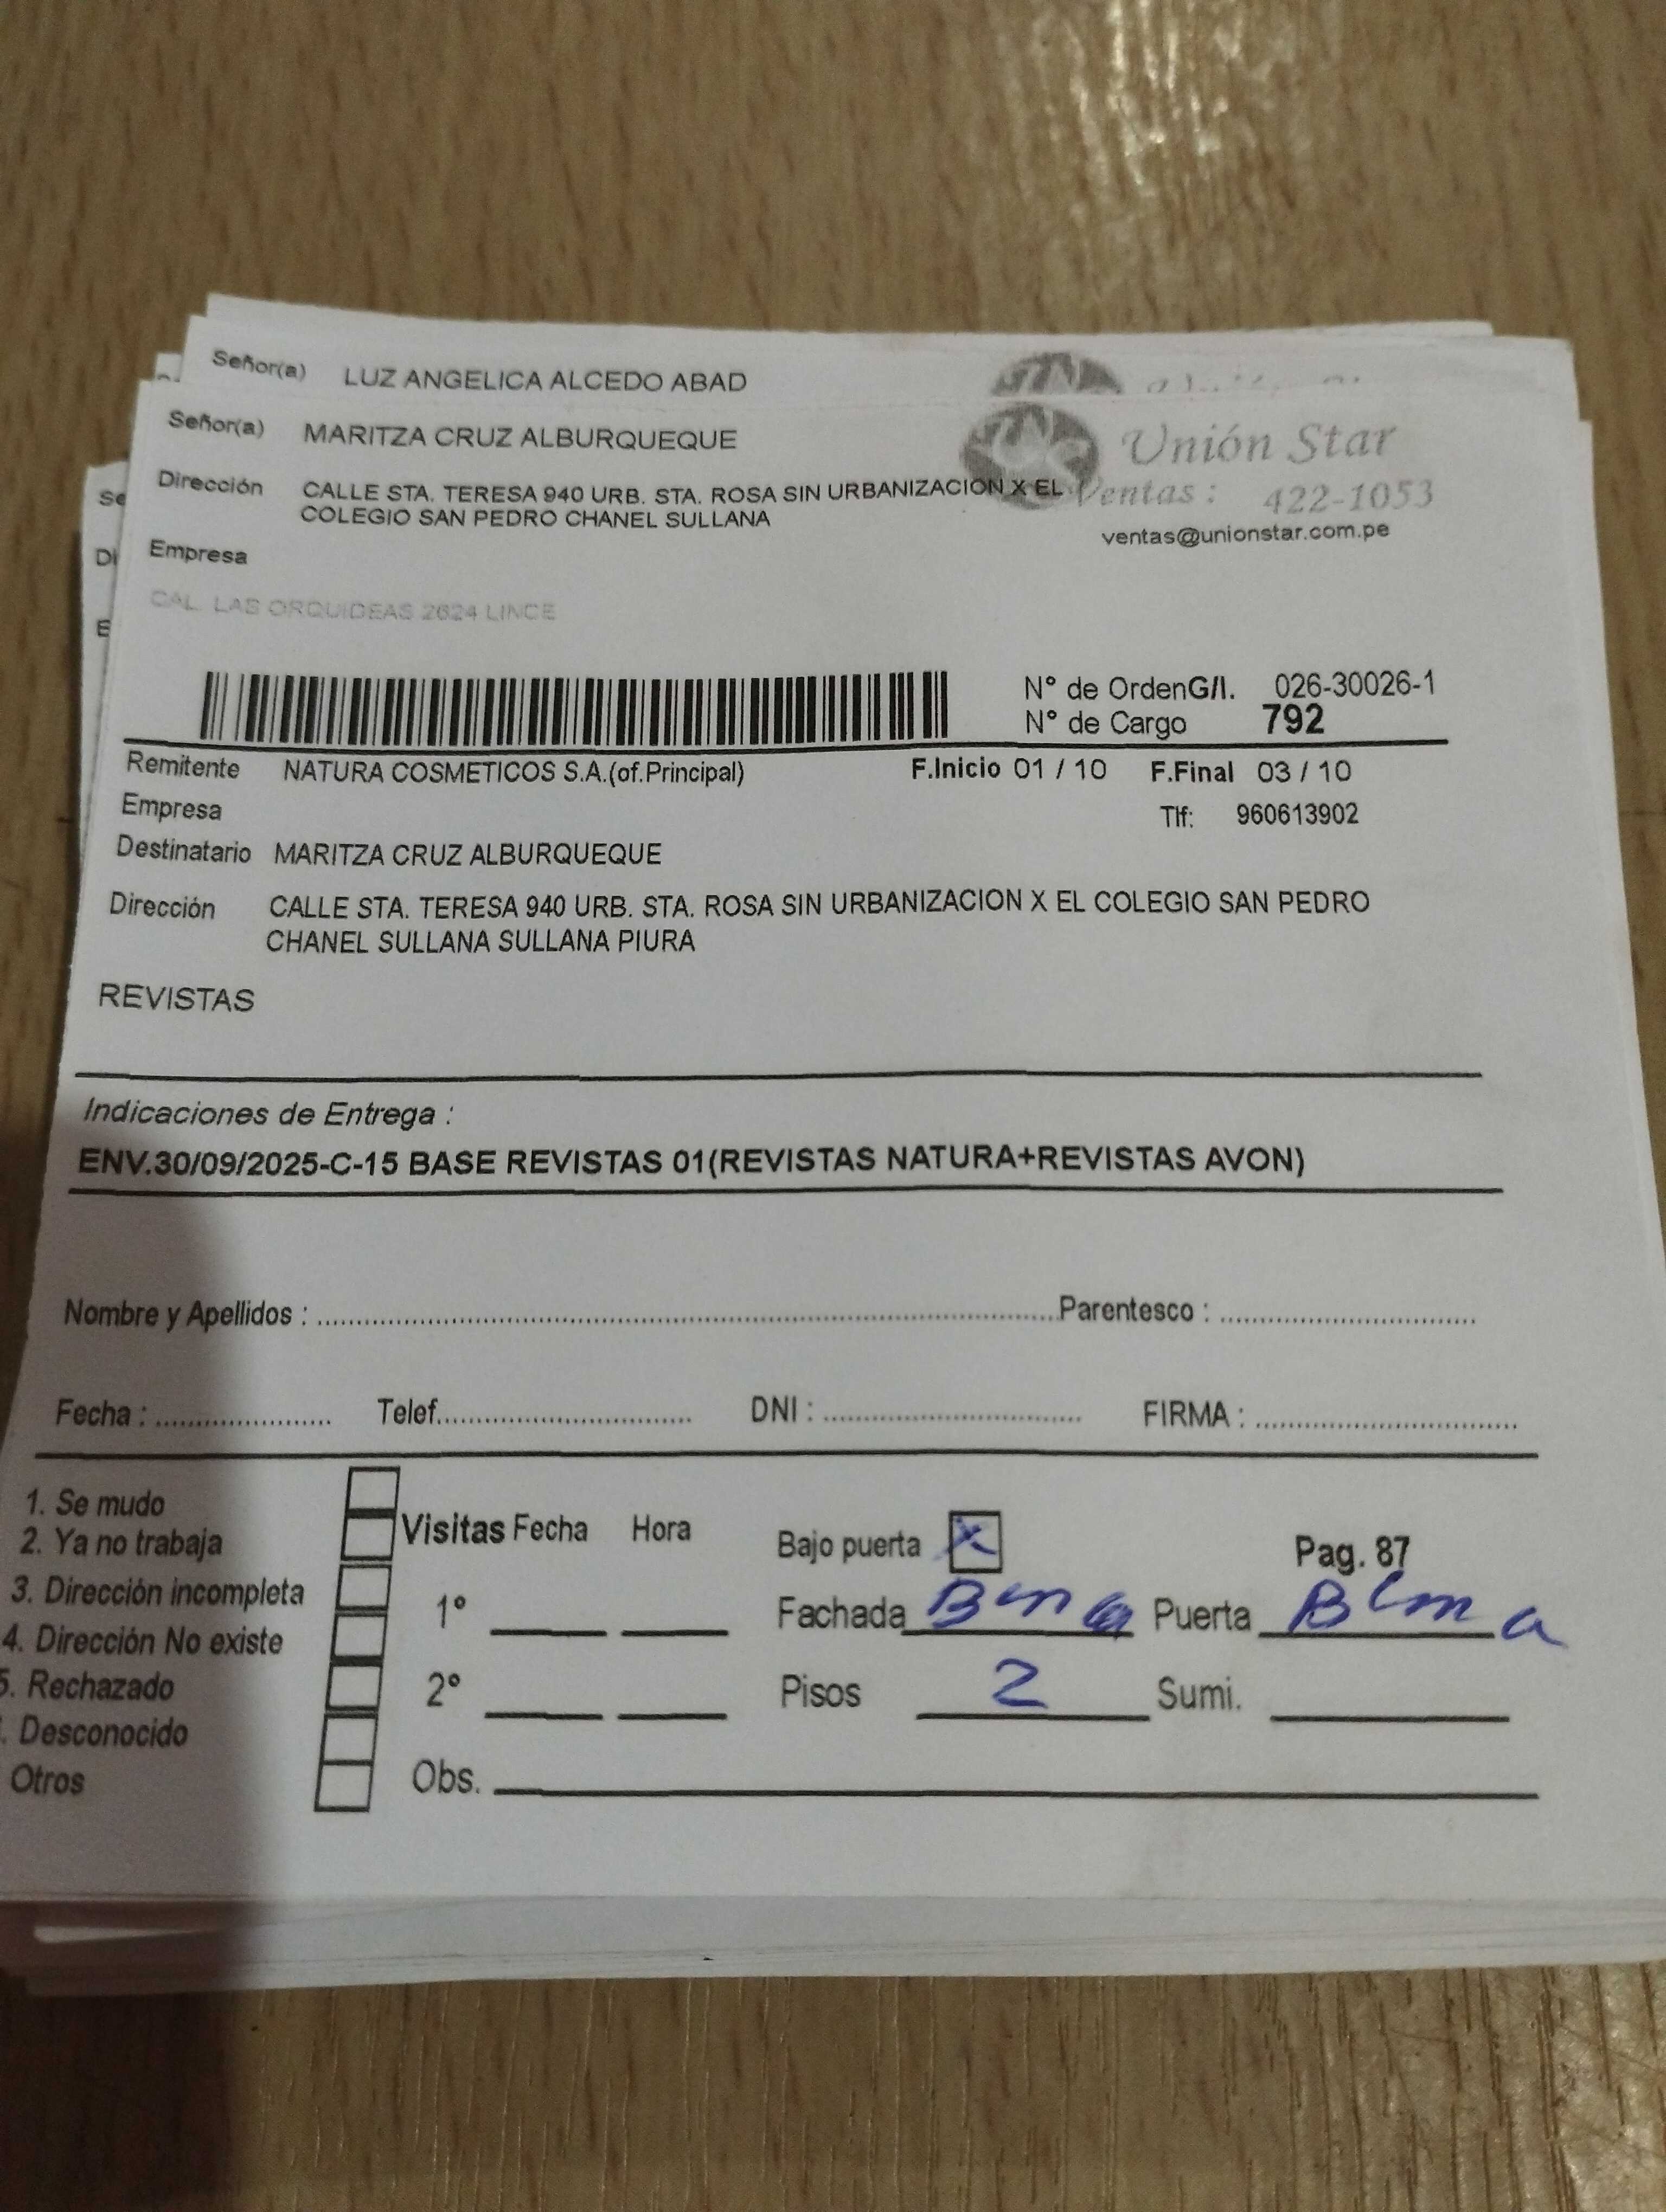 Señor(a) LUZ ANGELICA ALCEDO ABAD
Señor(a) MARITZA CRUZ ALBURQUEQUE
Unión Star
Dirección CALLE STA. TERESA 940 URB. STA. ROSA SIN URBANIZACION X EL
COLEGIO SAN PEDRO CHANEL SULLANA
Ventas : 422-1053
ventas@unionstar.com.pe
Empresa
CAL. LAS ORQUIDEAS 2624 LINCE
Se
Di
E
N° de OrdenG/I. 026-30026-1
N° de Cargo 792
Remitente NATURA COSMETICOS S.A.(of.Principal) F.Inicio 01 / 10 F.Final 03 / 10
Empresa Tlf: 960613902
Destinatario MARITZA CRUZ ALBURQUEQUE
Dirección CALLE STA. TERESA 940 URB. STA. ROSA SIN URBANIZACION X EL COLEGIO SAN PEDRO
CHANEL SULLANA SULLANA PIURA
REVISTAS
Indicaciones de Entrega :
ENV.30/09/2025-C-15 BASE REVISTAS 01(REVISTAS NATURA+REVISTAS AVON)
Nombre y Apellidos : Parentesco :
Fecha : Telef. DNI : FIRMA :
1. Se mudo
2. Ya no trabaja
3. Dirección incompleta
4. Dirección No existe
5. Rechazado
. Desconocido
Otros
Visitas Fecha Hora
1°
2°
Obs.
Bajo puerta X Pag. 87
Fachada Puerta
Pisos 2 Sumi.